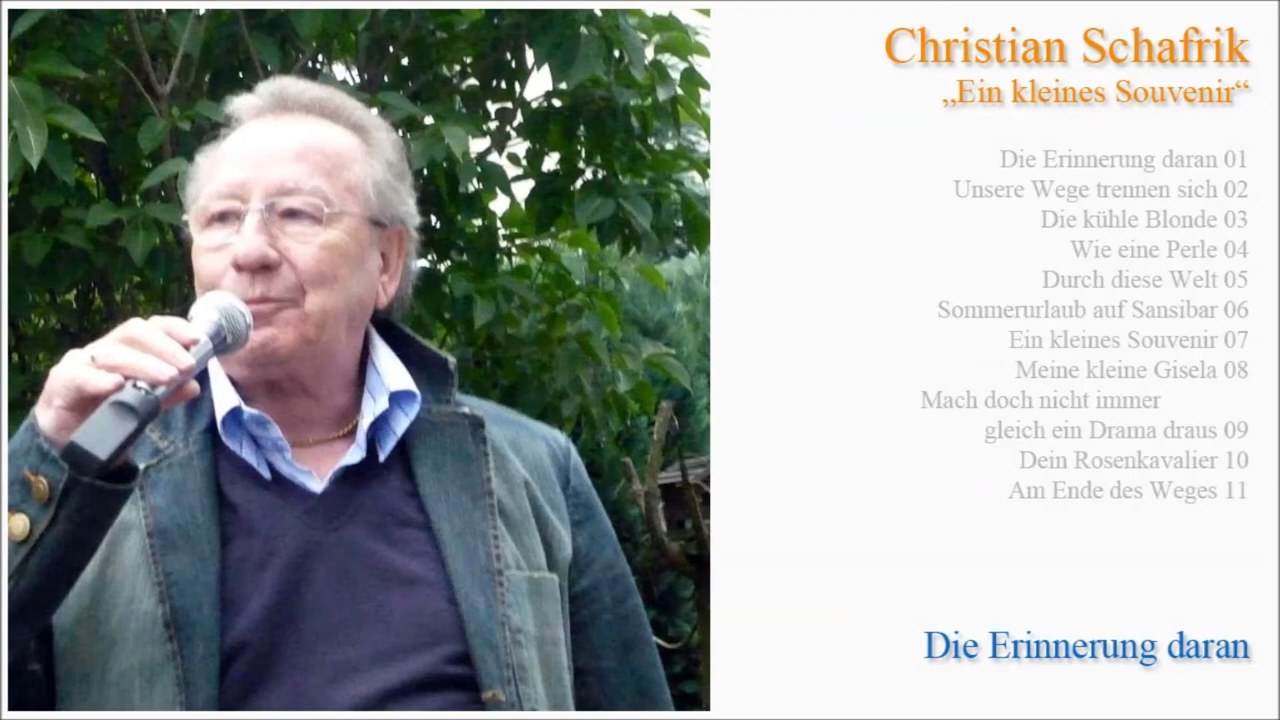 Christian Schafrik
„Ein kleines Souvenir“
Die Erinnerung daran 01
Unsere Wege trennen sich 02
Die kühle Blonde 03
Wie eine Perle 04
Durch diese Welt 05
Sommerurlaub auf Sansibar 06
Ein kleines Souvenir 07
Meine kleine Gisela 08
Mach doch nicht immer
gleich ein Drama draus 09
Dein Rosenkavalier 10
Am Ende des Weges 11
Die Erinnerung daran